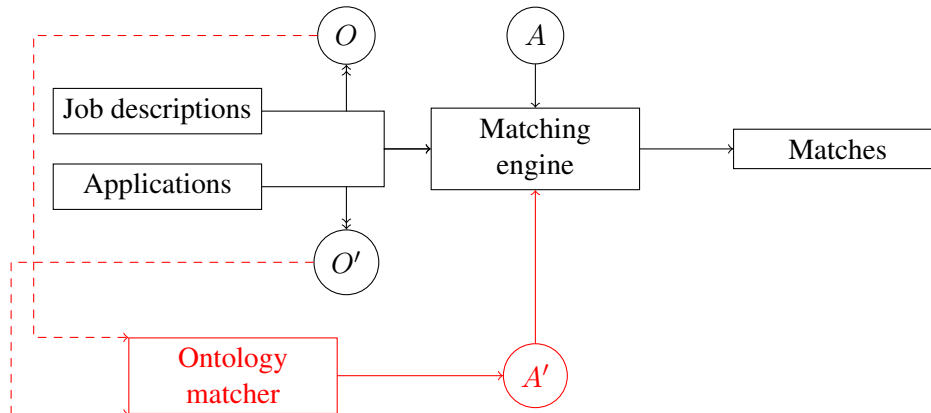 O
A
Job descriptions
Matching
engine
Matches
Applications
O′
Ontology
matcher
A′